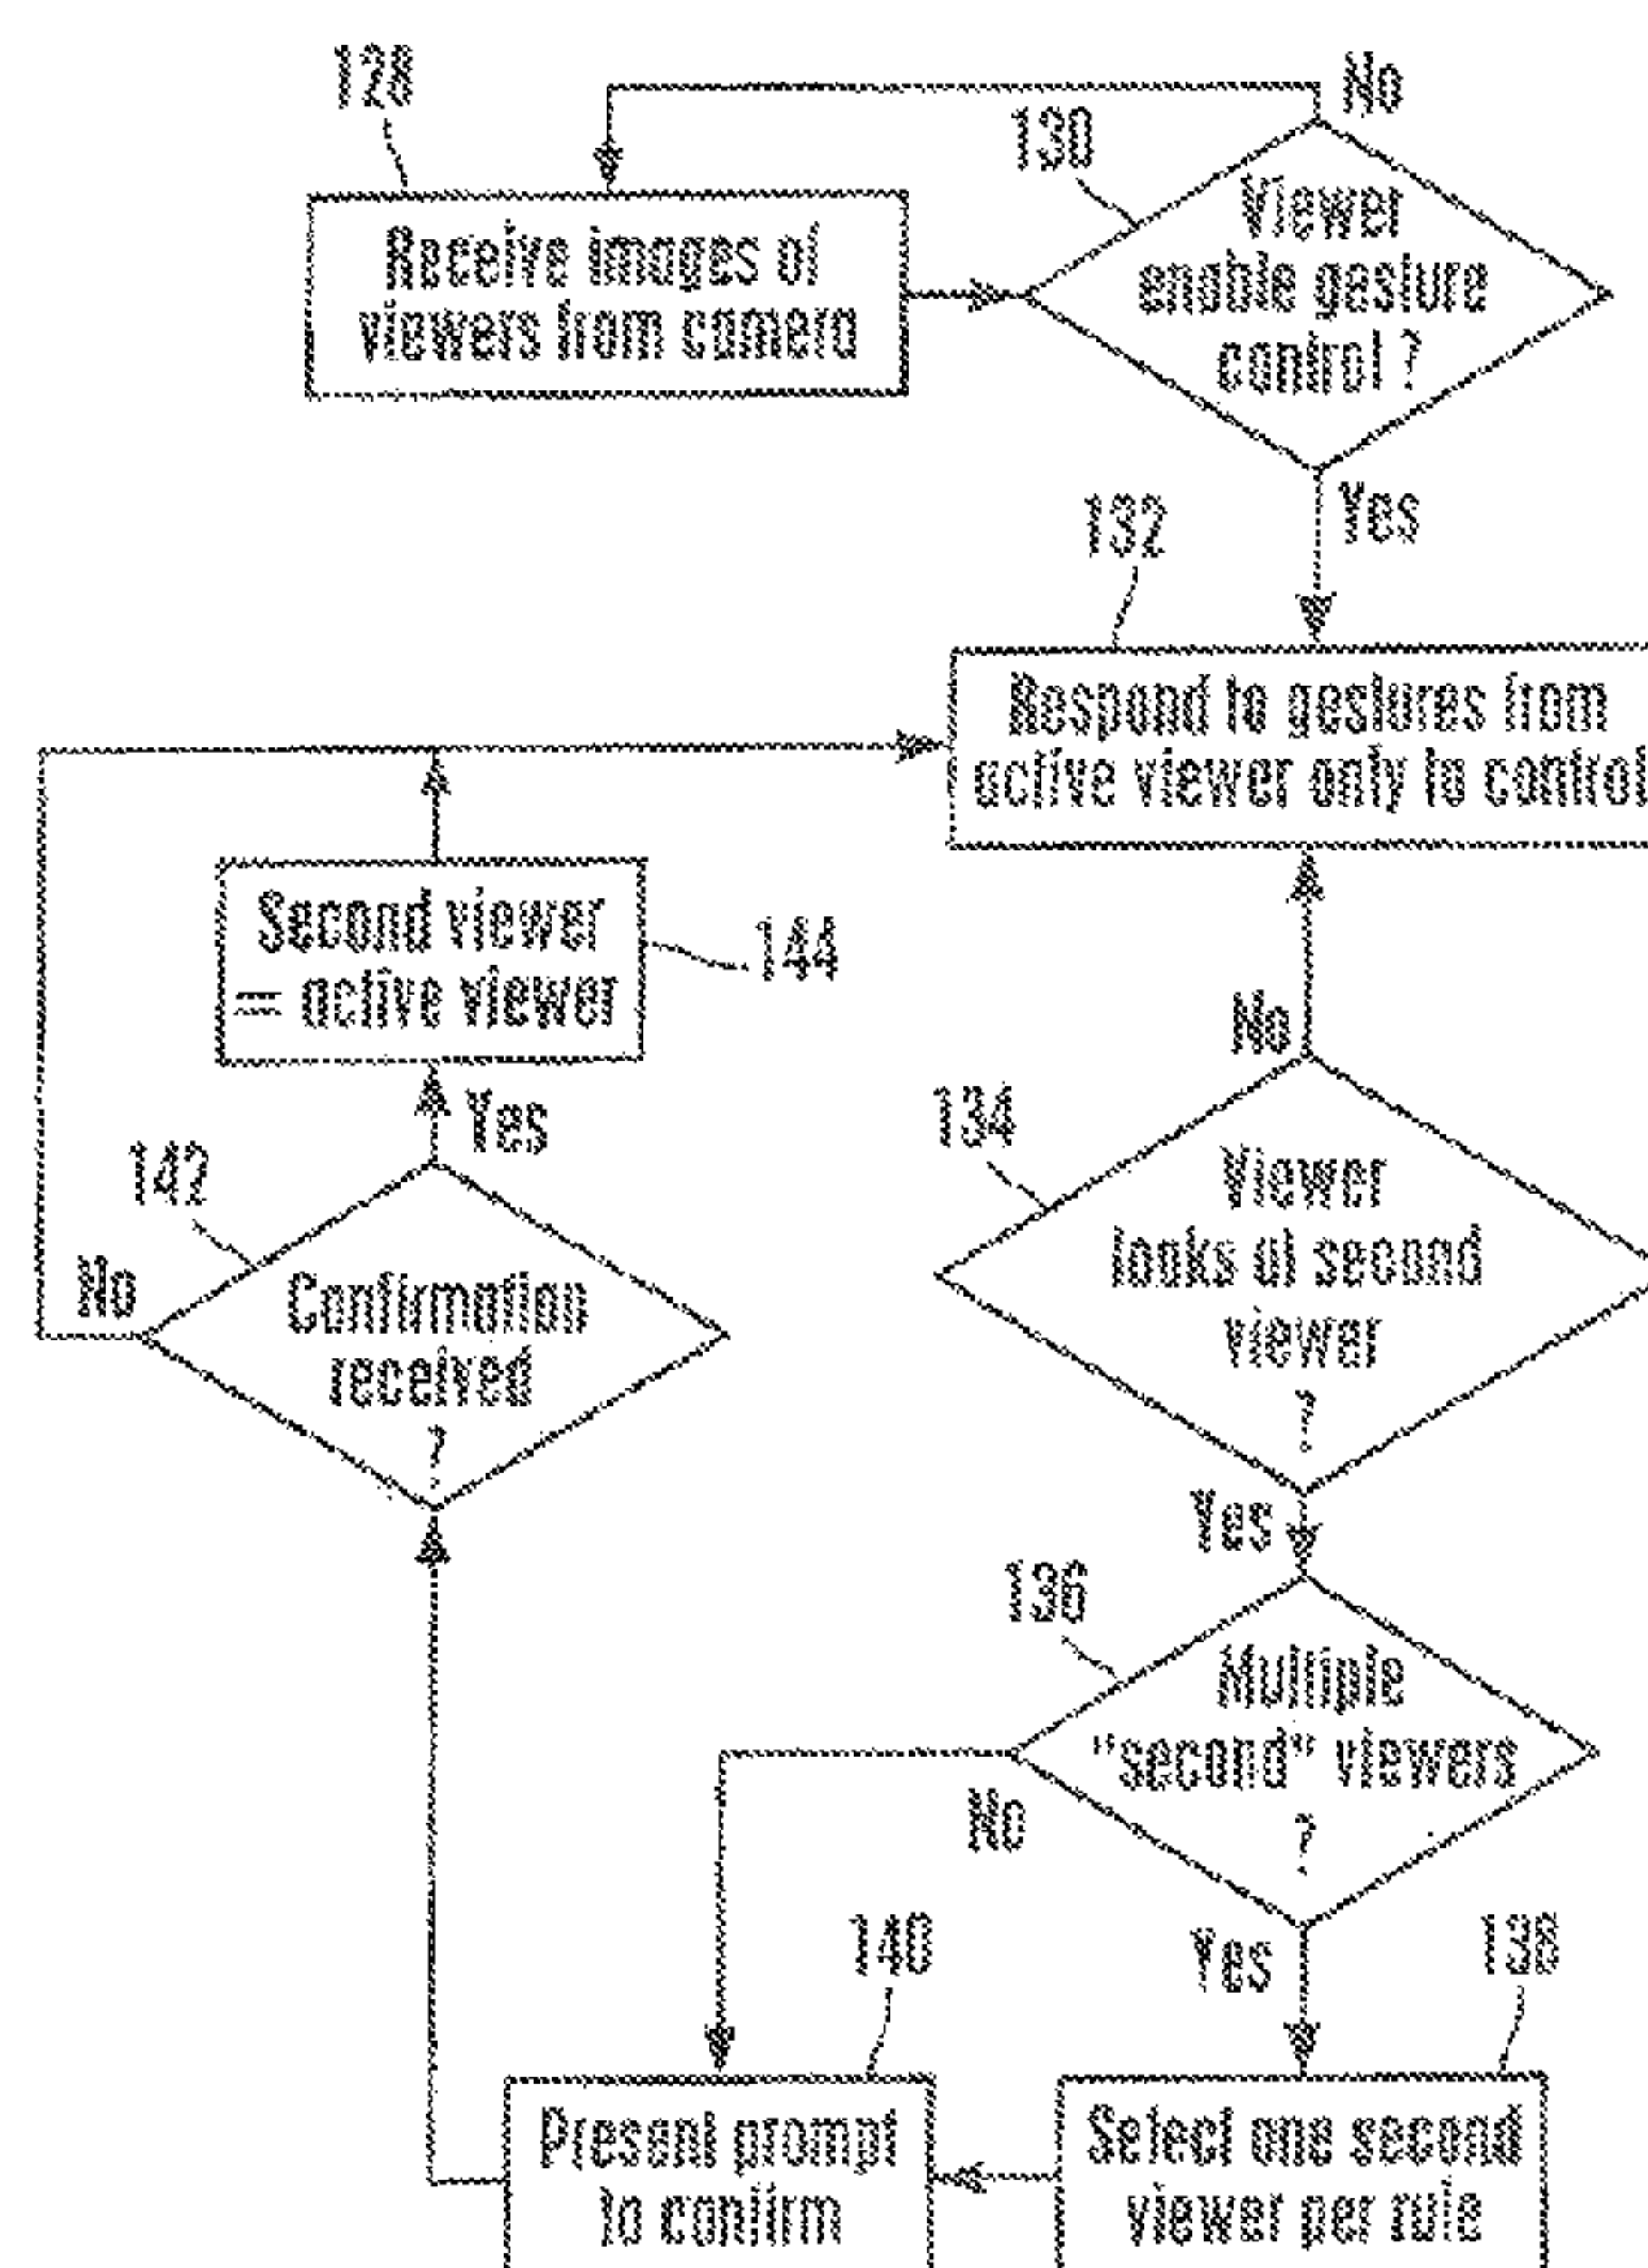 128
No
130
Receive images of
viewers from camera
Viewer
enable gesture
control ?
Yes
132
Respond to gestures from
active viewer only to control
Second viewer
= active viewer
144
No
Yes
134
142
Viewer
looks at second
viewer
?
No
Confirmation
received
?
Yes
136
Multiple
"second" viewers
?
No
140
Yes
138
Present prompt
to confirm
Select one second
viewer per rule